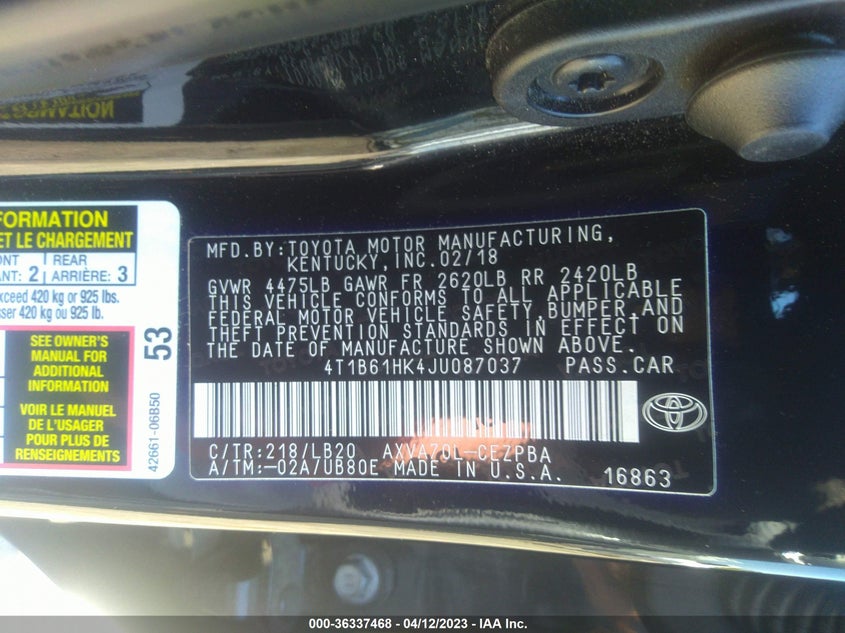 FORMATION
ET LE CHARGEMENT
ONT REAR
ANT: 2 ARRIÈRE: 3
exceed 420 kg or 925 lbs.
sser 420 kg ou 925 lb.
SEE OWNER'S
MANUAL FOR
ADDITIONAL
INFORMATION
VOIR LE MANUEL
DE L'USAGER
POUR PLUS DE
RENSEIGNEMENTS
53
42661-06B50
MFD.BY:TOYOTA MOTOR MANUFACTURING,
KENTUCKY,INC.02/18
GVWR 4475LB GAWR FR 2620LB RR 2420LB
THIS VEHICLE CONFORMS TO ALL APPLICABLE
FEDERAL MOTOR VEHICLE SAFETY,BUMPER,AND
THEFT PREVENTION STANDARDS IN EFFECT ON
THE DATE OF MANUFACTURE SHOWN ABOVE.
4T1B61HK4JU087037 PASS.CAR
C/TR:218/LB20 AXVA70L-CEZPBA
A/TM:-02A/UB80E MADE IN U.S.A. 16863
000-36337468 - 04/12/2023 - IAA Inc.